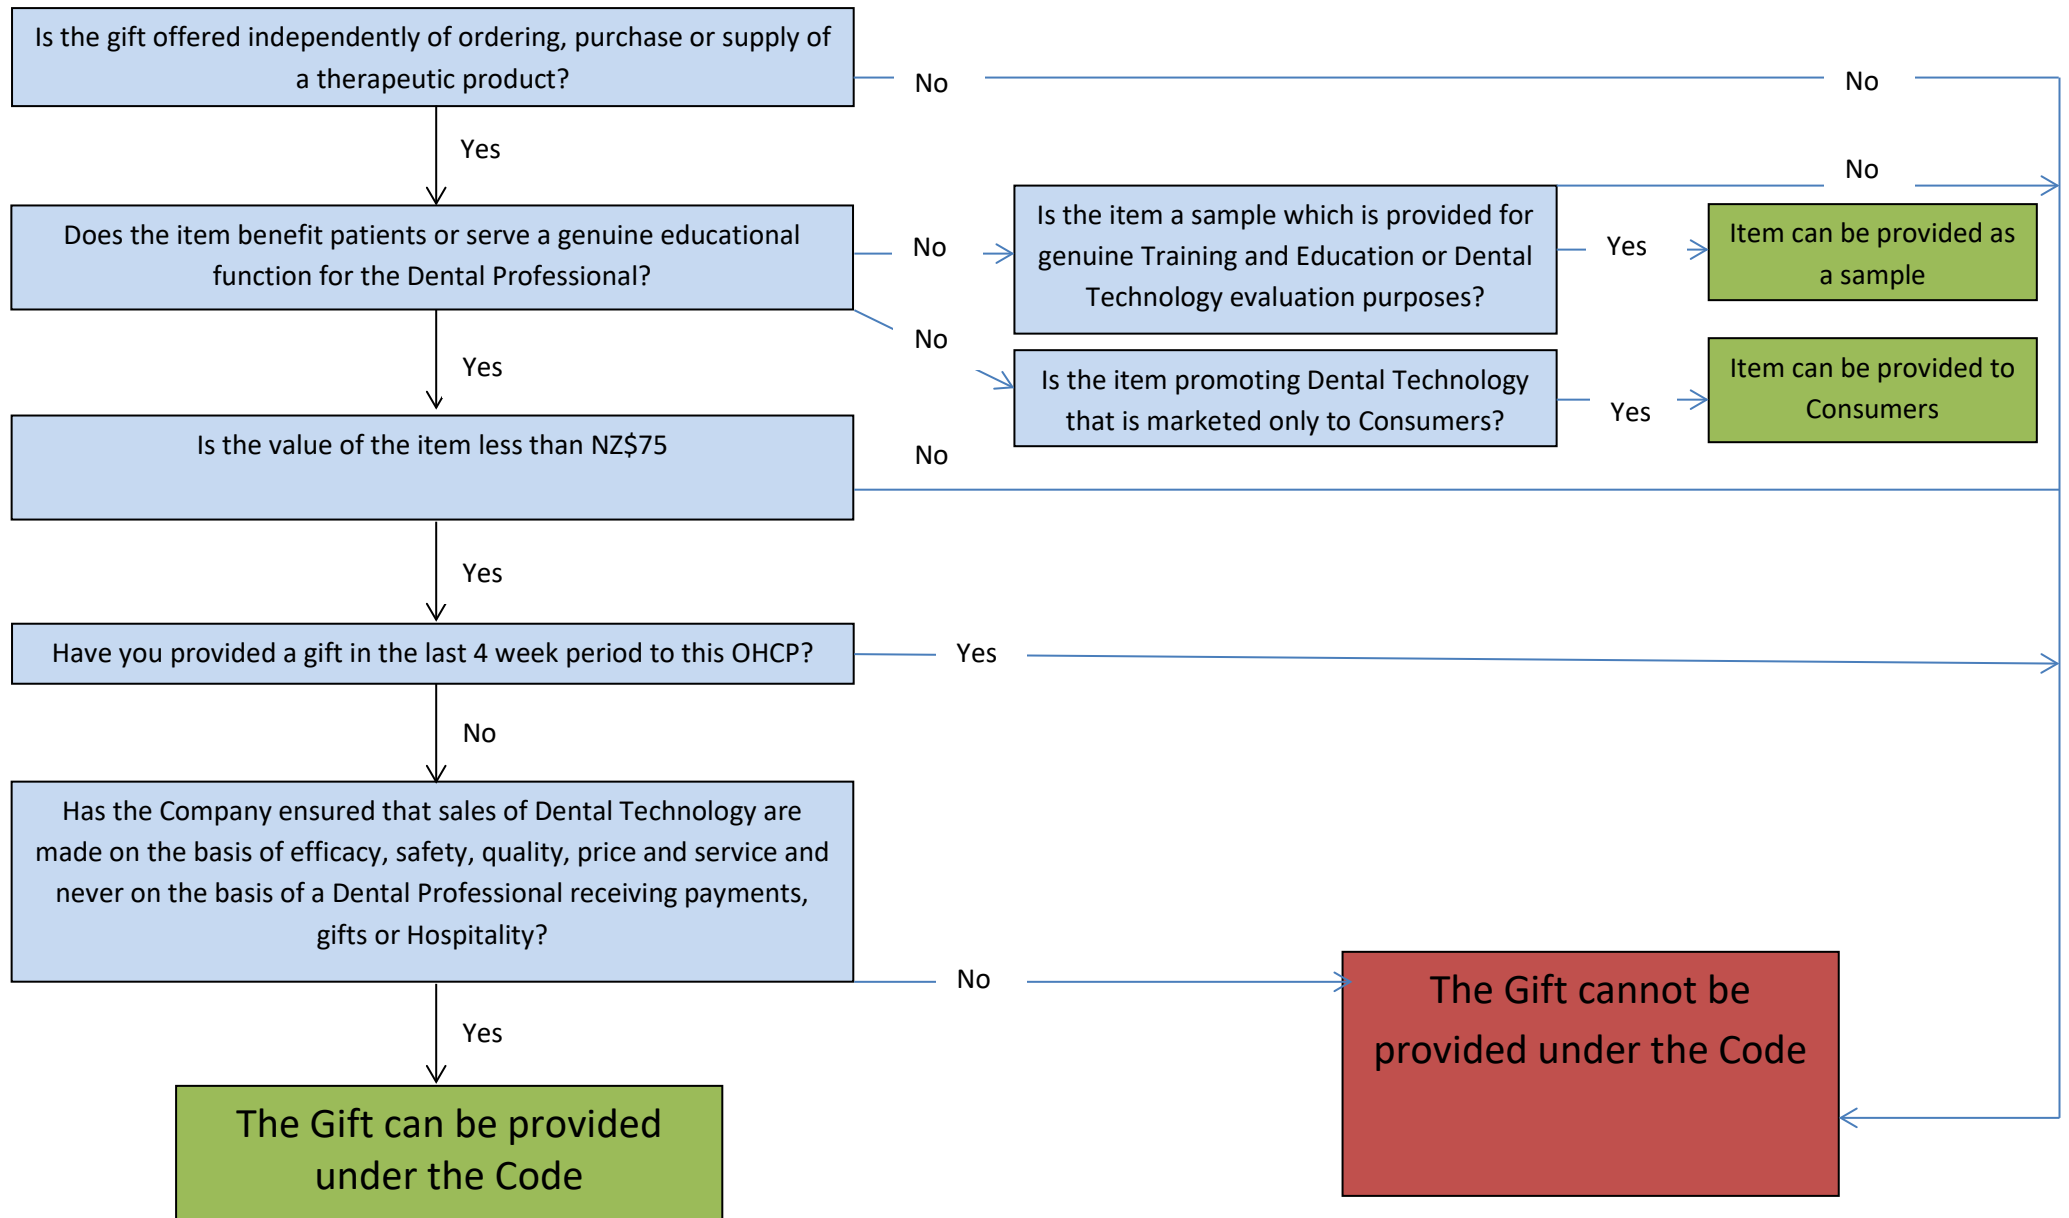 Is the gift offered independently of ordering, purchase or supply of
a therapeutic product?
No
No
Yes
No
Does the item benefit patients or serve a genuine educational
function for the Dental Professional?
No
Is the item a sample which is provided for
genuine Training and Education or Dental
Technology evaluation purposes?
Yes
Item can be provided as
a sample
No
Yes
Is the item promoting Dental Technology
that is marketed only to Consumers?
Yes
Item can be provided to
Consumers
Is the value of the item less than NZ$75
No
Yes
Have you provided a gift in the last 4 week period to this OHCP?
Yes
No
Has the Company ensured that sales of Dental Technology are
made on the basis of efficacy, safety, quality, price and service and
never on the basis of a Dental Professional receiving payments,
gifts or Hospitality?
No
The Gift cannot be
provided under the Code
Yes
The Gift can be provided
under the Code